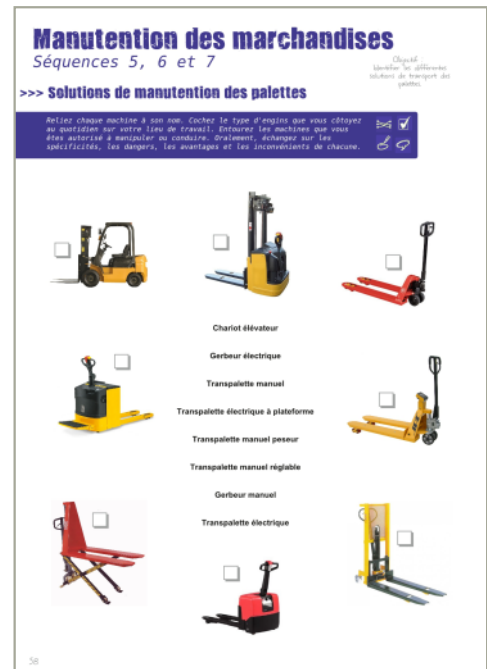 Manutention des marchandises
Séquences 5, 6 et 7
Objectif
Identifier les différentes
solutions de transport des
palettes.
>>> Solutions de manutention des palettes
Reliez chaque machine à son nom. Cochez le type d'engins que vous côtoyez
au quotidien sur votre lieu de travail. Entourez les machines que vous
êtes autorisé à manipuler ou conduire. Oralement, échangez sur les
spécificités, les dangers, les avantages et les inconvénients de chacune.
Chariot élévateur
Gerbeur électrique
Transpalette manuel
Transpalette électrique à plateforme
Transpalette manuel peseur
Transpalette manuel réglable
Gerbeur manuel
Transpalette électrique
58